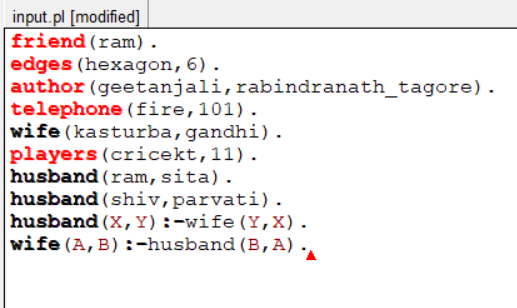 input.pl [modified]
friend(ram).
edges(hexagon,6).
author(geetanjali,rabindranath_tagore).
telephone(fire,101).
wife(kasturba,gandhi).
players(cricekt,11).
husband(ram,sita).
husband(shiv,parvati).
husband(X,Y):-wife(Y,X).
wife(A,B):-husband(B,A).